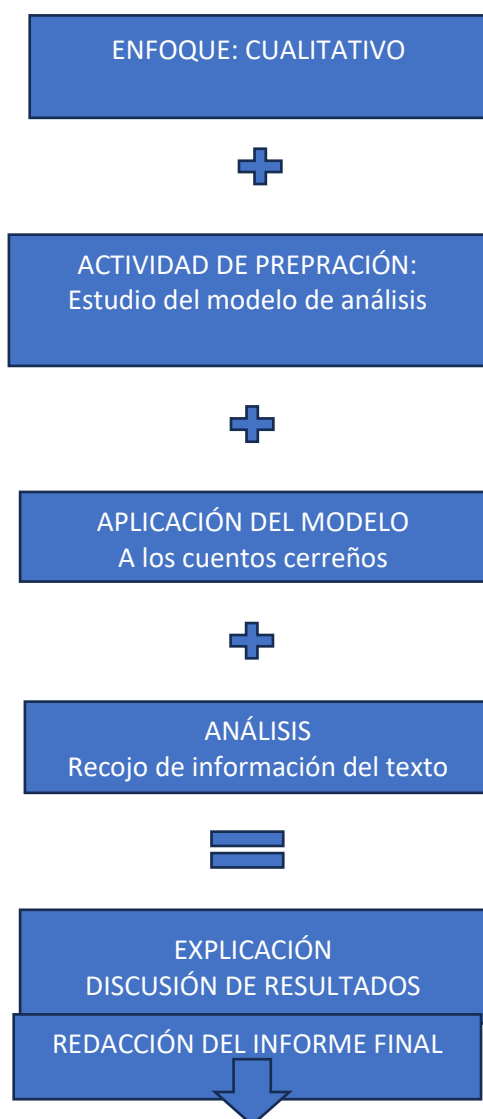 ENFOQUE: CUALITATIVO
ACTIVIDAD DE PREPRACIÓN:
Estudio del modelo de análisis
APLICACIÓN DEL MODELO
A los cuentos cerreños
ANÁLISIS
Recojo de información del texto
EXPLICACIÓN
DISCUSIÓN DE RESULTADOS
REDACCIÓN DEL INFORME FINAL